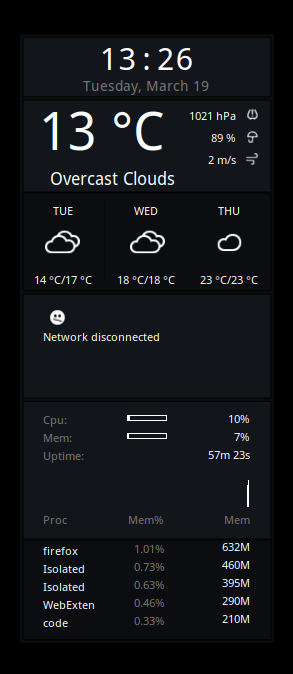 13:26
Tuesday, March 19
13 °C
1021 hPa
89 %
2 m/s
Overcast Clouds
TUE WED THU
14 °C/17 °C 18 °C/18 °C 23 °C/23 °C
Network disconnected
Cpu: 10%
Mem: 7%
Uptime: 57m 23s
Proc Mem% Mem
firefox 1.01% 632M
Isolated 0.73% 460M
Isolated 0.63% 395M
WebExten 0.46% 290M
code 0.33% 210M